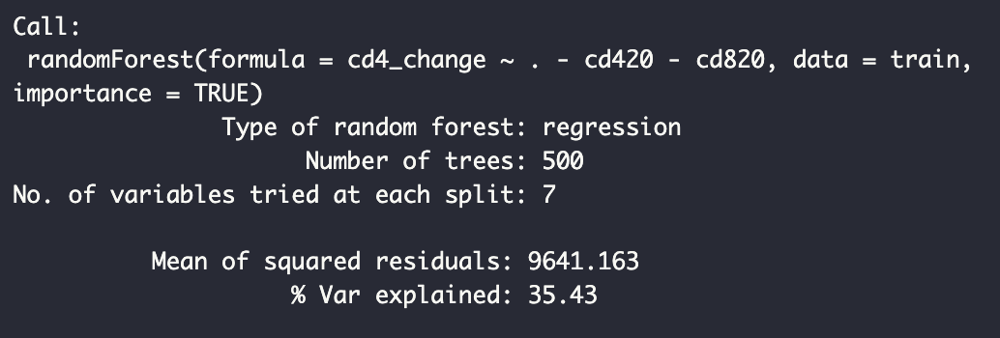 Call:
randomForest(formula = cd4_change ~ . - cd420 - cd820, data = train,
importance = TRUE)
Type of random forest: regression
Number of trees: 500
No. of variables tried at each split: 7
Mean of squared residuals: 9641.163
% Var explained: 35.43